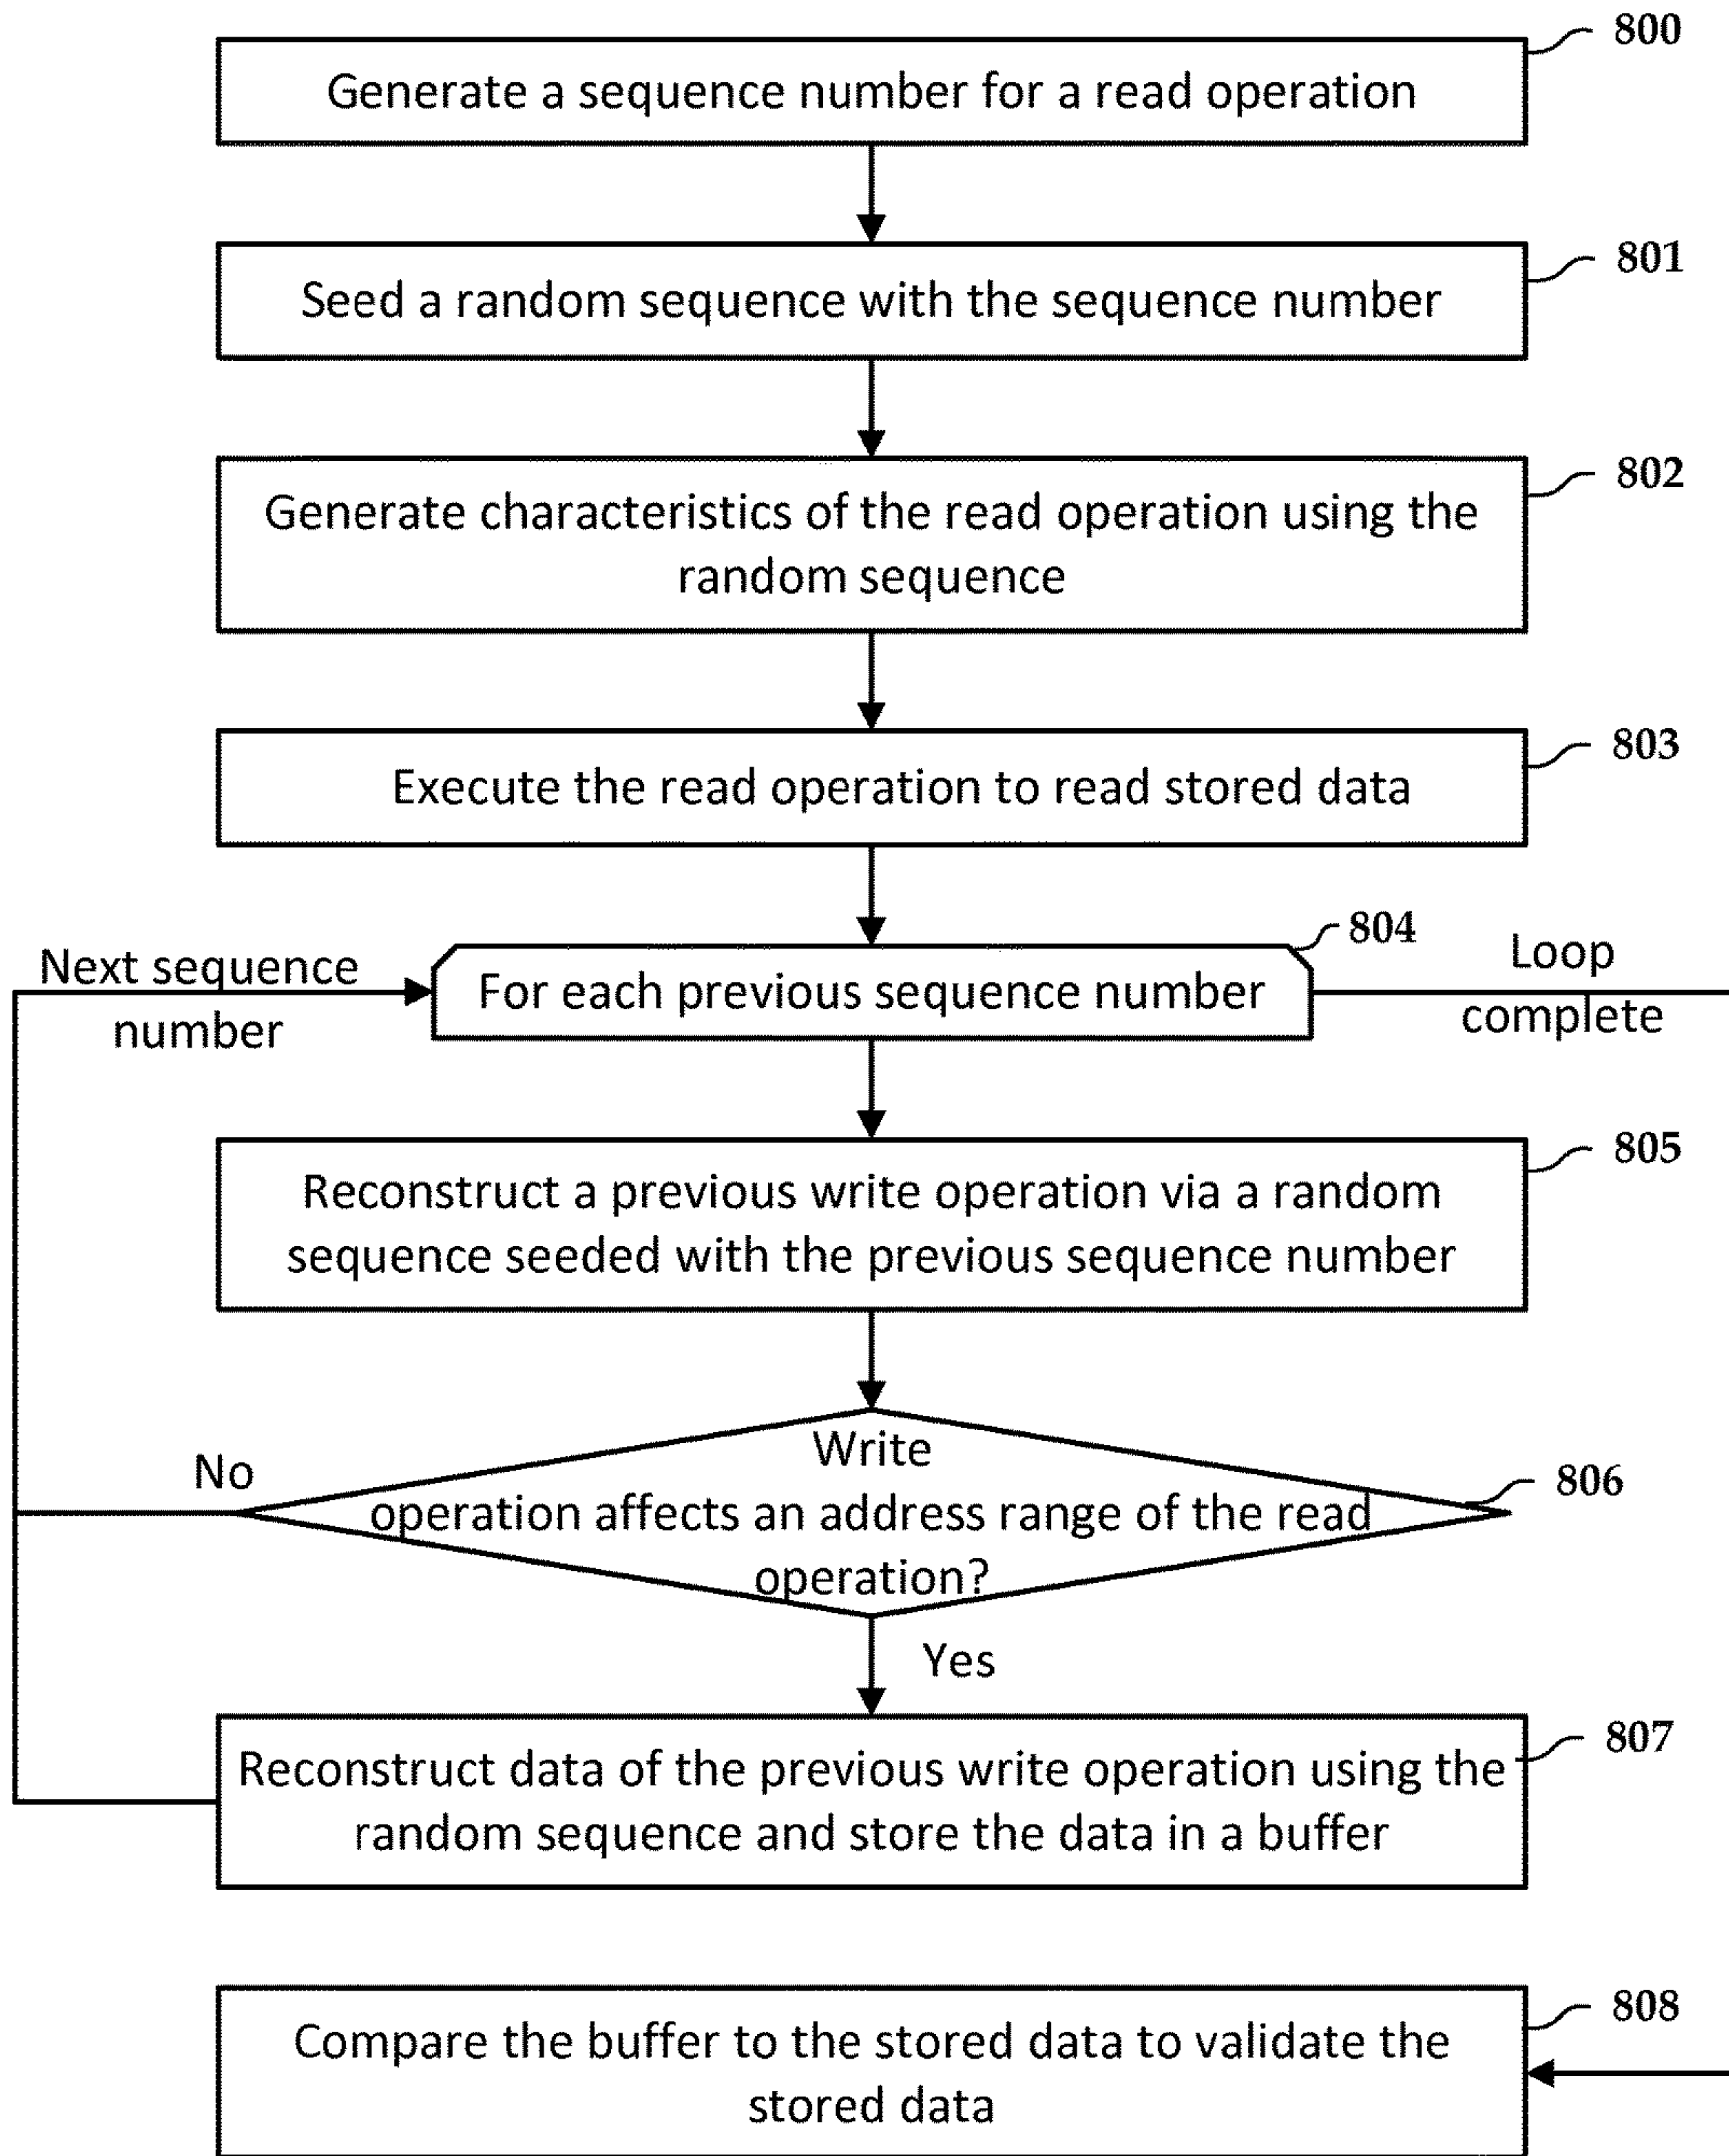 800
Generate a sequence number for a read operation
801
Seed a random sequence with the sequence number
802
Generate characteristics of the read operation using the
random sequence
803
Execute the read operation to read stored data
804
Next sequence
number
For each previous sequence number
Loop
complete
805
Reconstruct a previous write operation via a random
sequence seeded with the previous sequence number
No
806
Write
operation affects an address range of the read
operation?
Yes
807
Reconstruct data of the previous write operation using the
random sequence and store the data in a buffer
808
Compare the buffer to the stored data to validate the
stored data